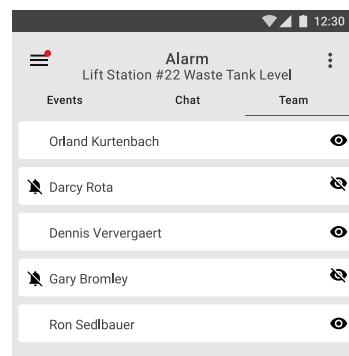 12:30
Alarm
Lift Station #22 Waste Tank Level
Events Chat Team
Orland Kurtenbach
Darcy Rota
Dennis Ververgaert
Gary Bromley
Ron Sedlbauer